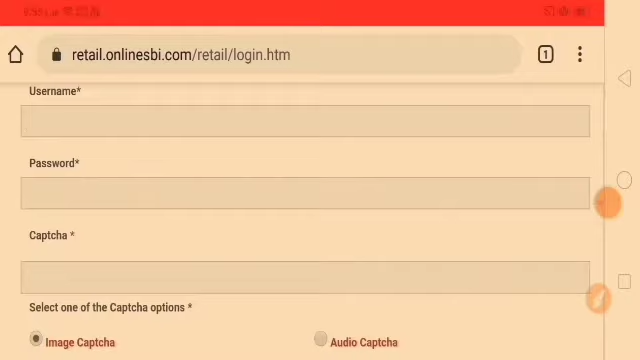 retail.onlinesbi.com/retail/login.htm
1
Username*
Password*
Captcha *
Select one of the Captcha options *
Image Captcha
Audio Captcha